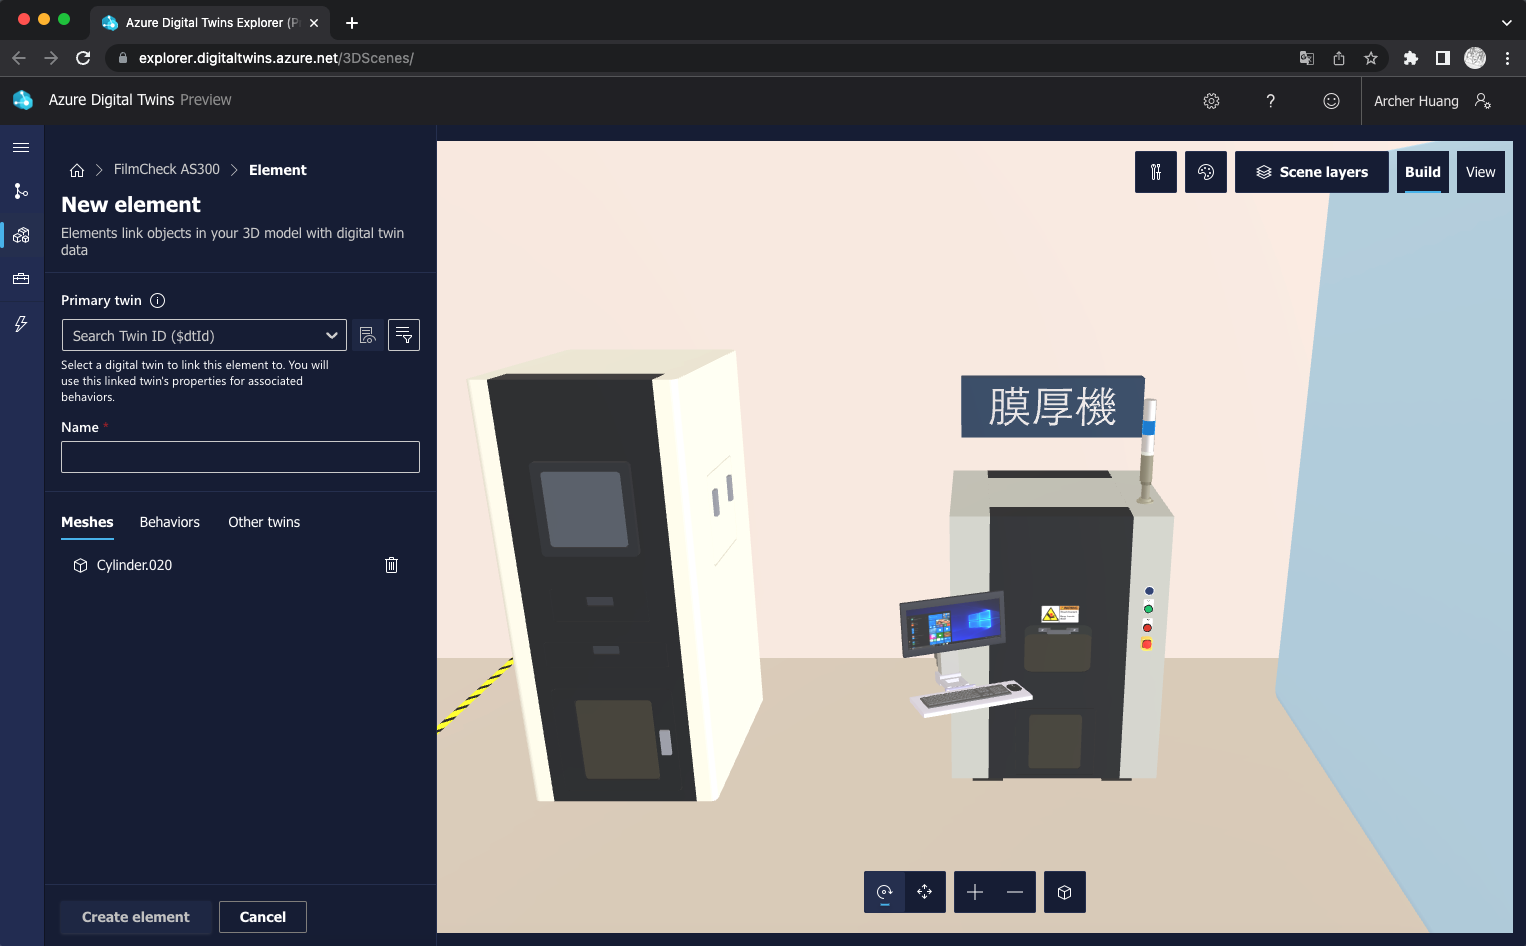 Azure Digital Twins Explorer (P
explorer.digitaltwins.azure.net/3DScenes/
Azure Digital Twins Preview
Archer Huang
FilmCheck AS300
Element
New element
Elements link objects in your 3D model with digital twin
data
Primary twin
Search Twin ID ($dtId)
Select a digital twin to link this element to. You will
use this linked twin's properties for associated
behaviors.
Name *
Meshes
Behaviors
Other twins
Cylinder.020
Create element
Cancel
Scene layers
Build
View
膜厚機